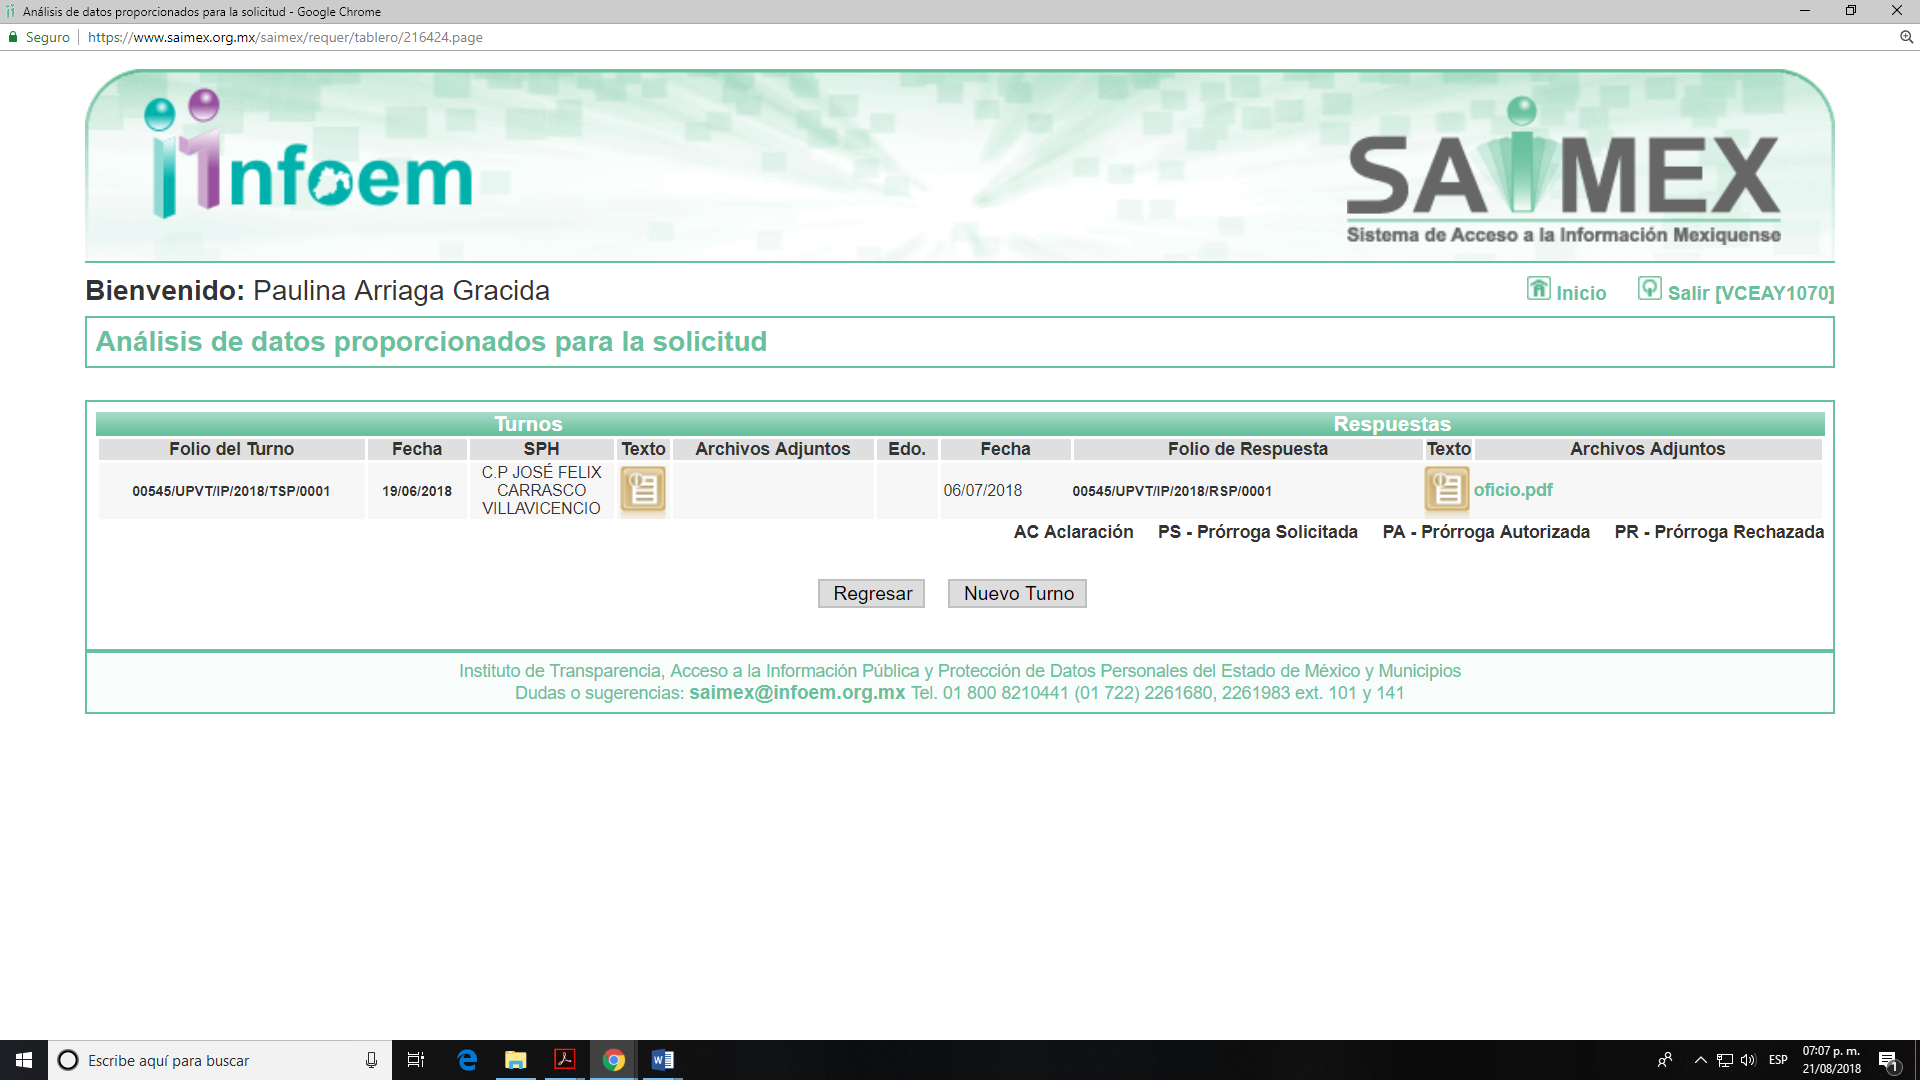 Análisis de datos proporcionados para la solicitud - Google Chrome
Seguro https://www.saimex.org.mx/saimex/requer/tablero/216424.page
infoem
SAIMEX
Sistema de Acceso a la Información Mexiquense
Bienvenido: Paulina Arriaga Gracida
Inicio Salir [VCEAY1070]
Análisis de datos proporcionados para la solicitud
Turnos Respuestas
Folio del Turno Fecha SPH Texto Archivos Adjuntos Edo. Fecha Folio de Respuesta Texto Archivos Adjuntos
00545/UPVT/IP/2018/TSP/0001 19/06/2018 C.P JOSÉ FELIX CARRASCO VILLAVICENCIO 06/07/2018 00545/UPVT/IP/2018/RSP/0001 oficio.pdf
AC Aclaración PS - Prórroga Solicitada PA - Prórroga Autorizada PR - Prórroga Rechazada
Regresar Nuevo Turno
Instituto de Transparencia, Acceso a la Información Pública y Protección de Datos Personales del Estado de México y Municipios
Dudas o sugerencias: saimex@infoem.org.mx Tel. 01 800 8210441 (01 722) 2261680, 2261983 ext. 101 y 141
Escribe aquí para buscar
ESP
07:07 p. m.
21/08/2018
1